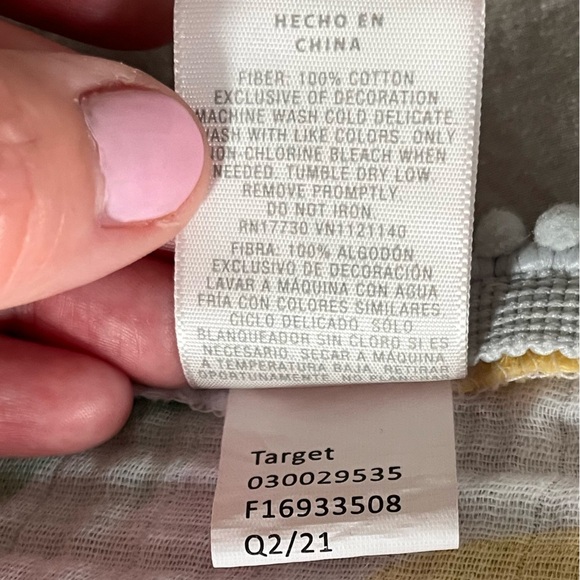 HECHO EN
CHINA
FIBER: 100% COTTON
EXCLUSIVE OF DECORATION
MACHINE WASH COLD DELICATE.
WASH WITH LIKE COLORS. ONLY
NON-CHLORINE BLEACH WHEN
NEEDED. TUMBLE DRY LOW.
REMOVE PROMPTLY.
DO NOT IRON.
RN17730 VN1121140
FIBRA: 100% ALGODÓN
EXCLUSIVO DE DECORACIÓN
LAVAR A MÁQUINA CON AGUA
FRÍA CON COLORES SIMILARES.
CICLO DELICADO. SÓLO
BLANQUEADOR SIN CLORO SI ES
NECESARIO. SECAR A MÁQUINA
A TEMPERATURA BAJA. RETIRAR
OPORTUNAMENTE. NO
Target
030029535
F16933508
Q2/21